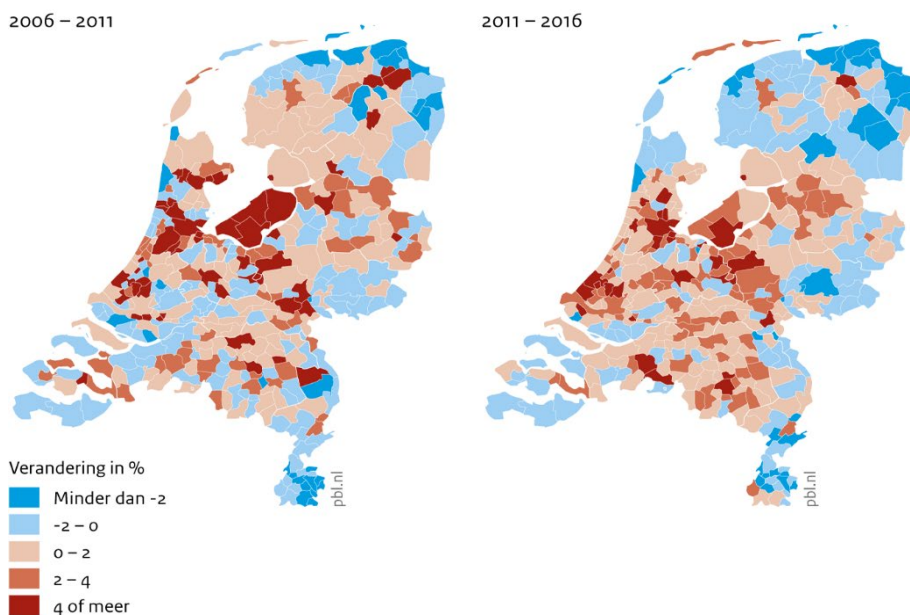 2006 – 2011
2011 – 2016
Verandering in %
Minder dan -2
-2 – 0
0 – 2
2 – 4
4 of meer
pbl.nl
pbl.nl